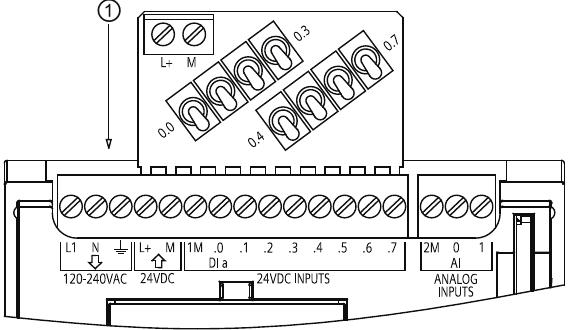 1
0.3
L+ M
0.7
0.0
0.4
L1 N L+ M 1M .0 .1 .2 .3 .4 .5 .6 .7 2M 0 1
DI a AI
120-240VAC 24VDC 24VDC INPUTS ANALOG
INPUTS